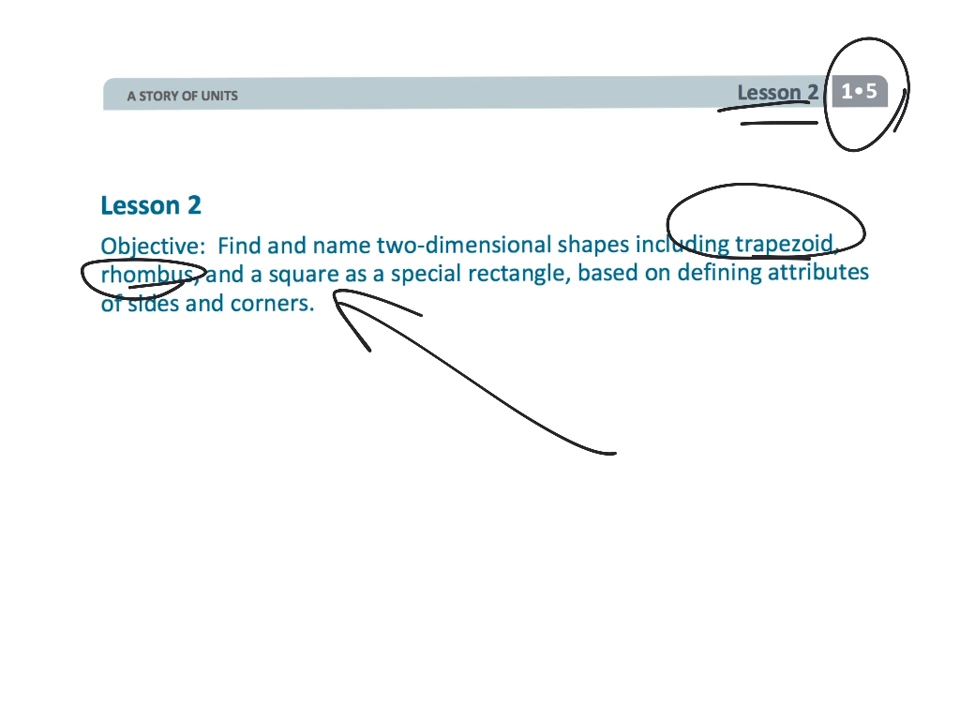 A STORY OF UNITS
Lesson 2 1•5
Lesson 2
Objective: Find and name two-dimensional shapes including trapezoid,
rhombus, and a square as a special rectangle, based on defining attributes
of sides and corners.